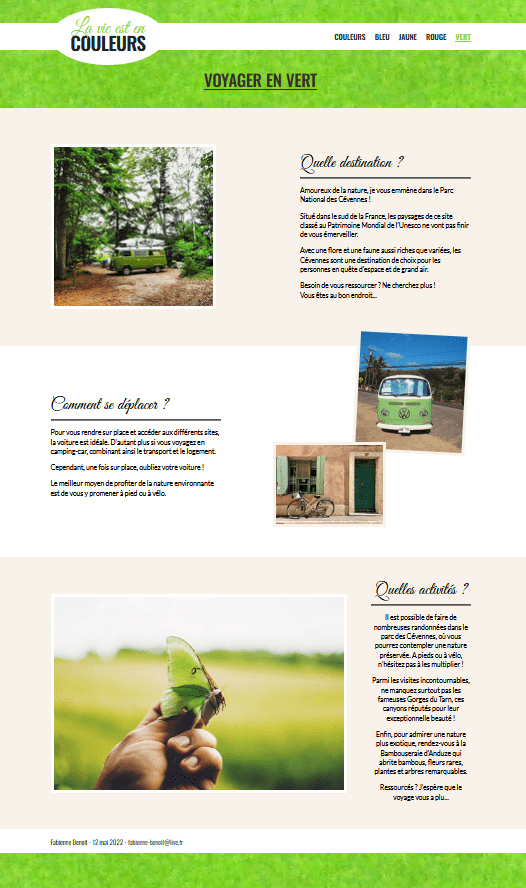 La vie est en
COULEURS
COULEURS BLEU JAUNE ROUGE VERT
VOYAGER EN VERT
Quelle destination ?
Amoureux de la nature, je vous emmène dans le Parc
National des Cévennes !
Situé dans le sud de la France, les paysages de ce site
classé au Patrimoine Mondial de l'Unesco ne vont pas finir
de vous émerveiller.
Avec une flore et une faune aussi riches que variées, les
Cévennes sont une destination de choix pour les
personnes en quête d'espace et de grand air.
Besoin de vous ressourcer ? Ne cherchez plus !
Vous êtes au bon endroit...
Comment se déplacer ?
Pour vous rendre sur place et accéder aux différents sites,
la voiture est idéale. D'autant plus si vous voyagez en
camping-car, combinant ainsi le transport et le logement.
Cependant, une fois sur place, oubliez votre voiture !
Le meilleur moyen de profiter de la nature environnante
est de vous y promener à pied ou à vélo.
Quelles activités ?
Il est possible de faire de
nombreuses randonnées dans le
parc des Cévennes, où vous
pourrez contempler une nature
préservée. A pieds ou à vélo,
n'hésitez pas à les multiplier !
Parmi les visites incontournables,
ne manquez surtout pas les
fameuses Gorges du Tarn, ces
canyons réputés pour leur
exceptionnelle beauté !
Enfin, pour admirer une nature
plus exotique, rendez-vous à la
Bambouseraie d'Anduze qui
abrite bambous, fleurs rares,
plantes et arbres remarquables.
Ressourcés ? J'espère que le
voyage vous a plu...
Fabienne Benoit - 12 mai 2022 - fabienne-benoit@live.fr